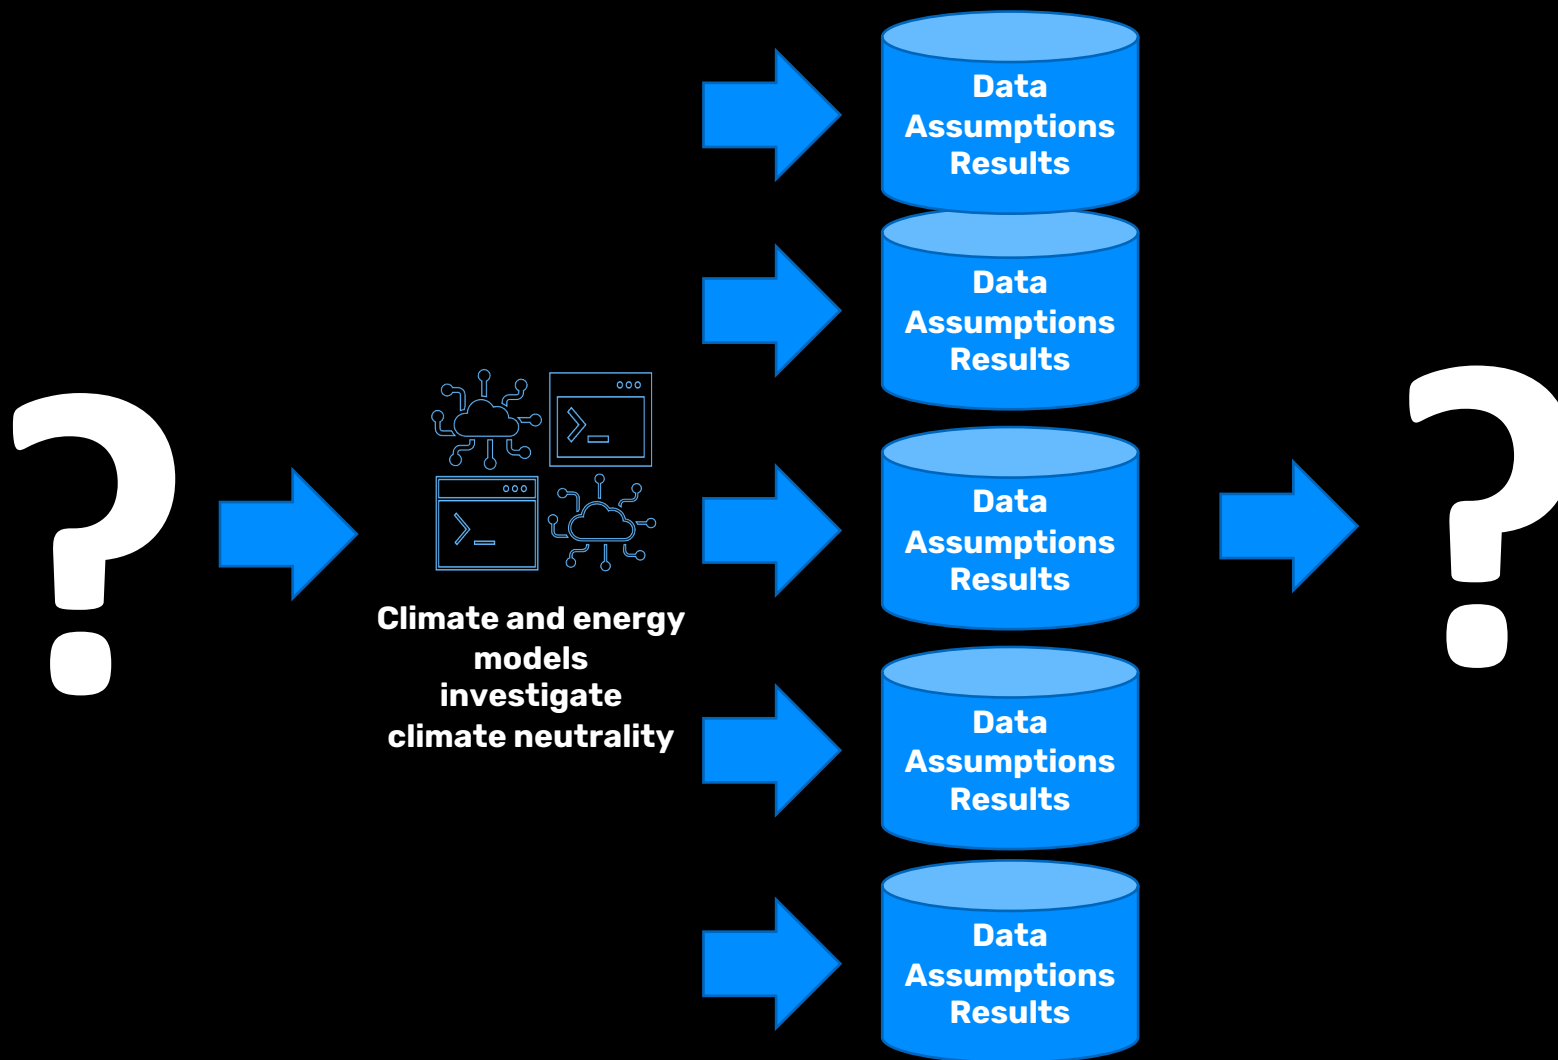 ?
Climate and energy
models
investigate
climate neutrality
Data
Assumptions
Results
Data
Assumptions
Results
Data
Assumptions
Results
Data
Assumptions
Results
Data
Assumptions
Results
?